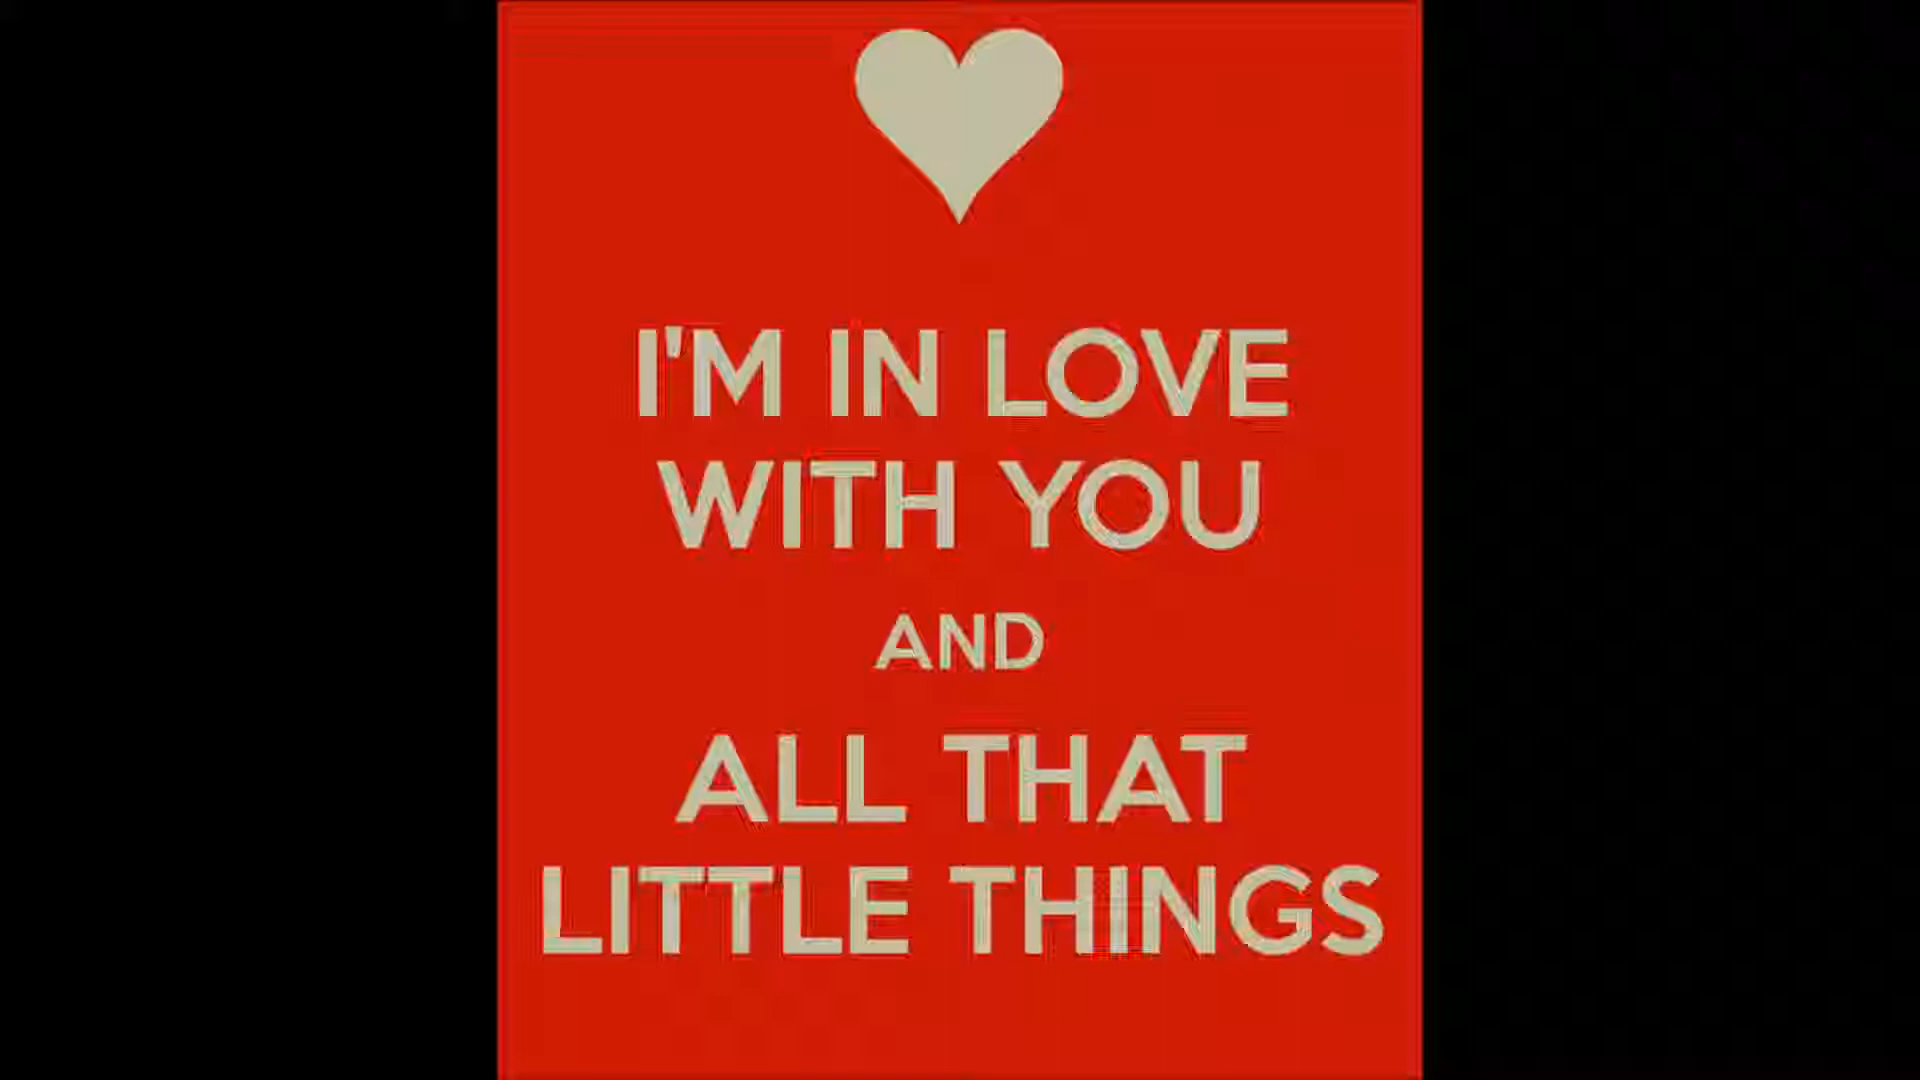 I'M IN LOVE
WITH YOU
AND
ALL THAT
LITTLE THINGS